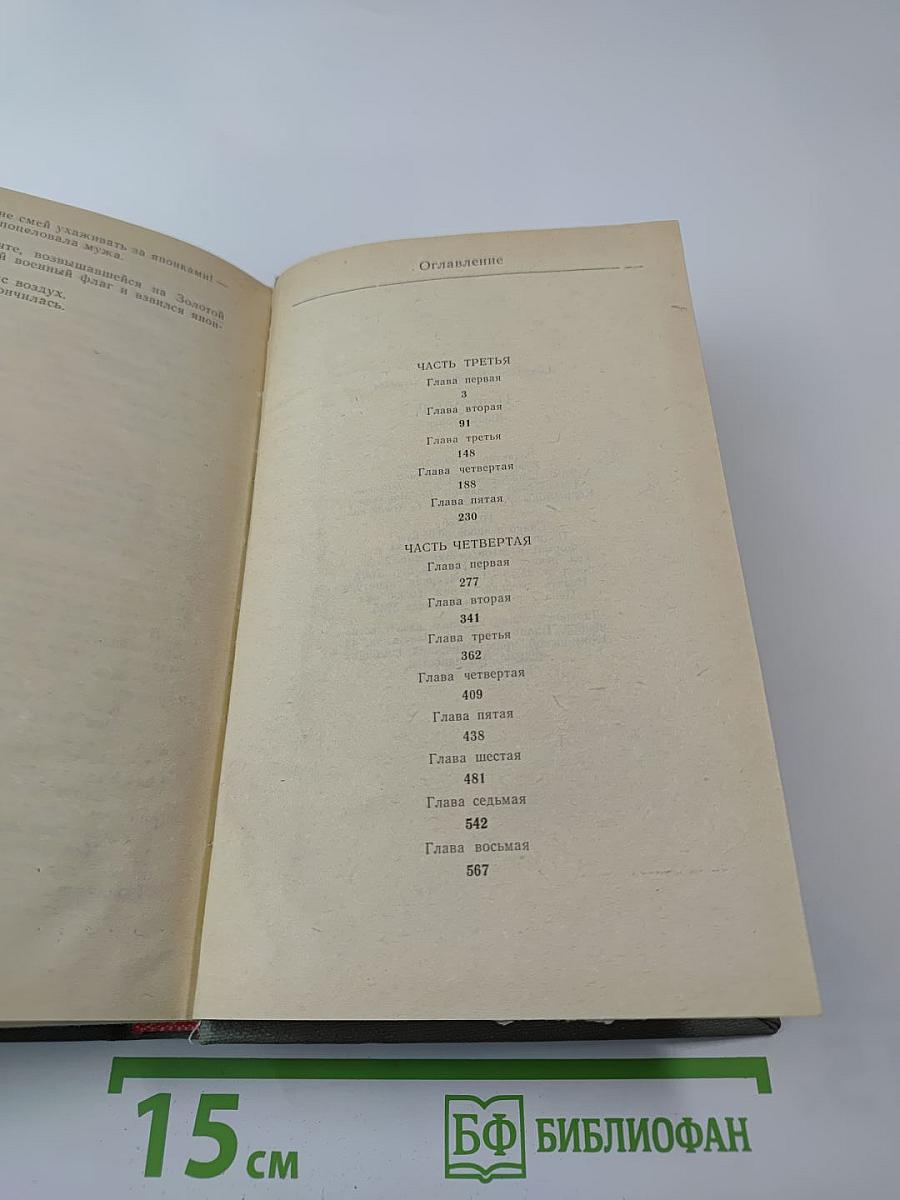 не смей ухаживать за японками! —
поцеловала мужа.
возвышавшейся на Золотой
военный флаг и взвился япон-
воздух.
Оглавление
ЧАСТЬ ТРЕТЬЯ
Глава первая
3
Глава вторая
91
Глава третья
148
Глава четвертая
188
Глава пятая
230
ЧАСТЬ ЧЕТВЕРТАЯ
Глава первая
277
Глава вторая
341
Глава третья
362
Глава четвертая
409
Глава пятая
438
Глава шестая
481
Глава седьмая
542
Глава восьмая
567
15 см
БФ БИБЛИОФАН